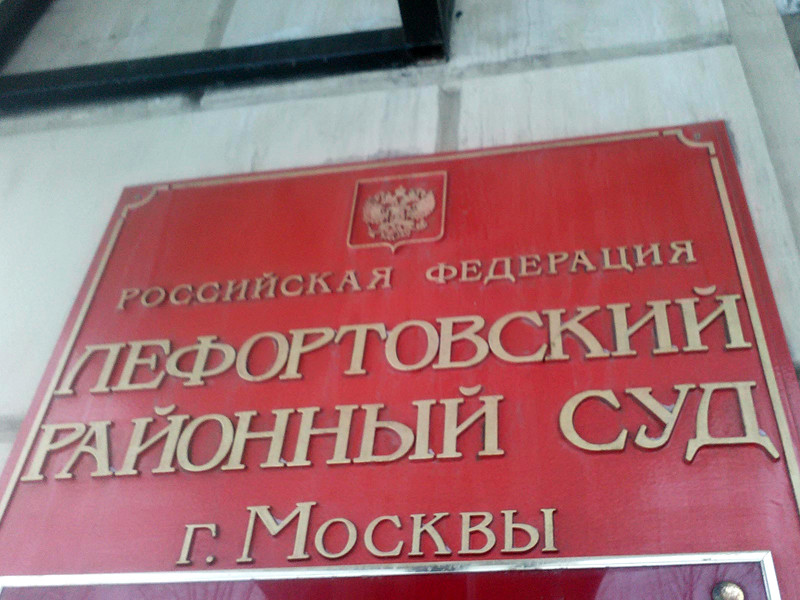 РОССИЙСКАЯ ФЕДЕРАЦИЯ
ЛЕФОРТОВСКИЙ
РАЙОННЫЙ СУД
г. МОСКВЫ